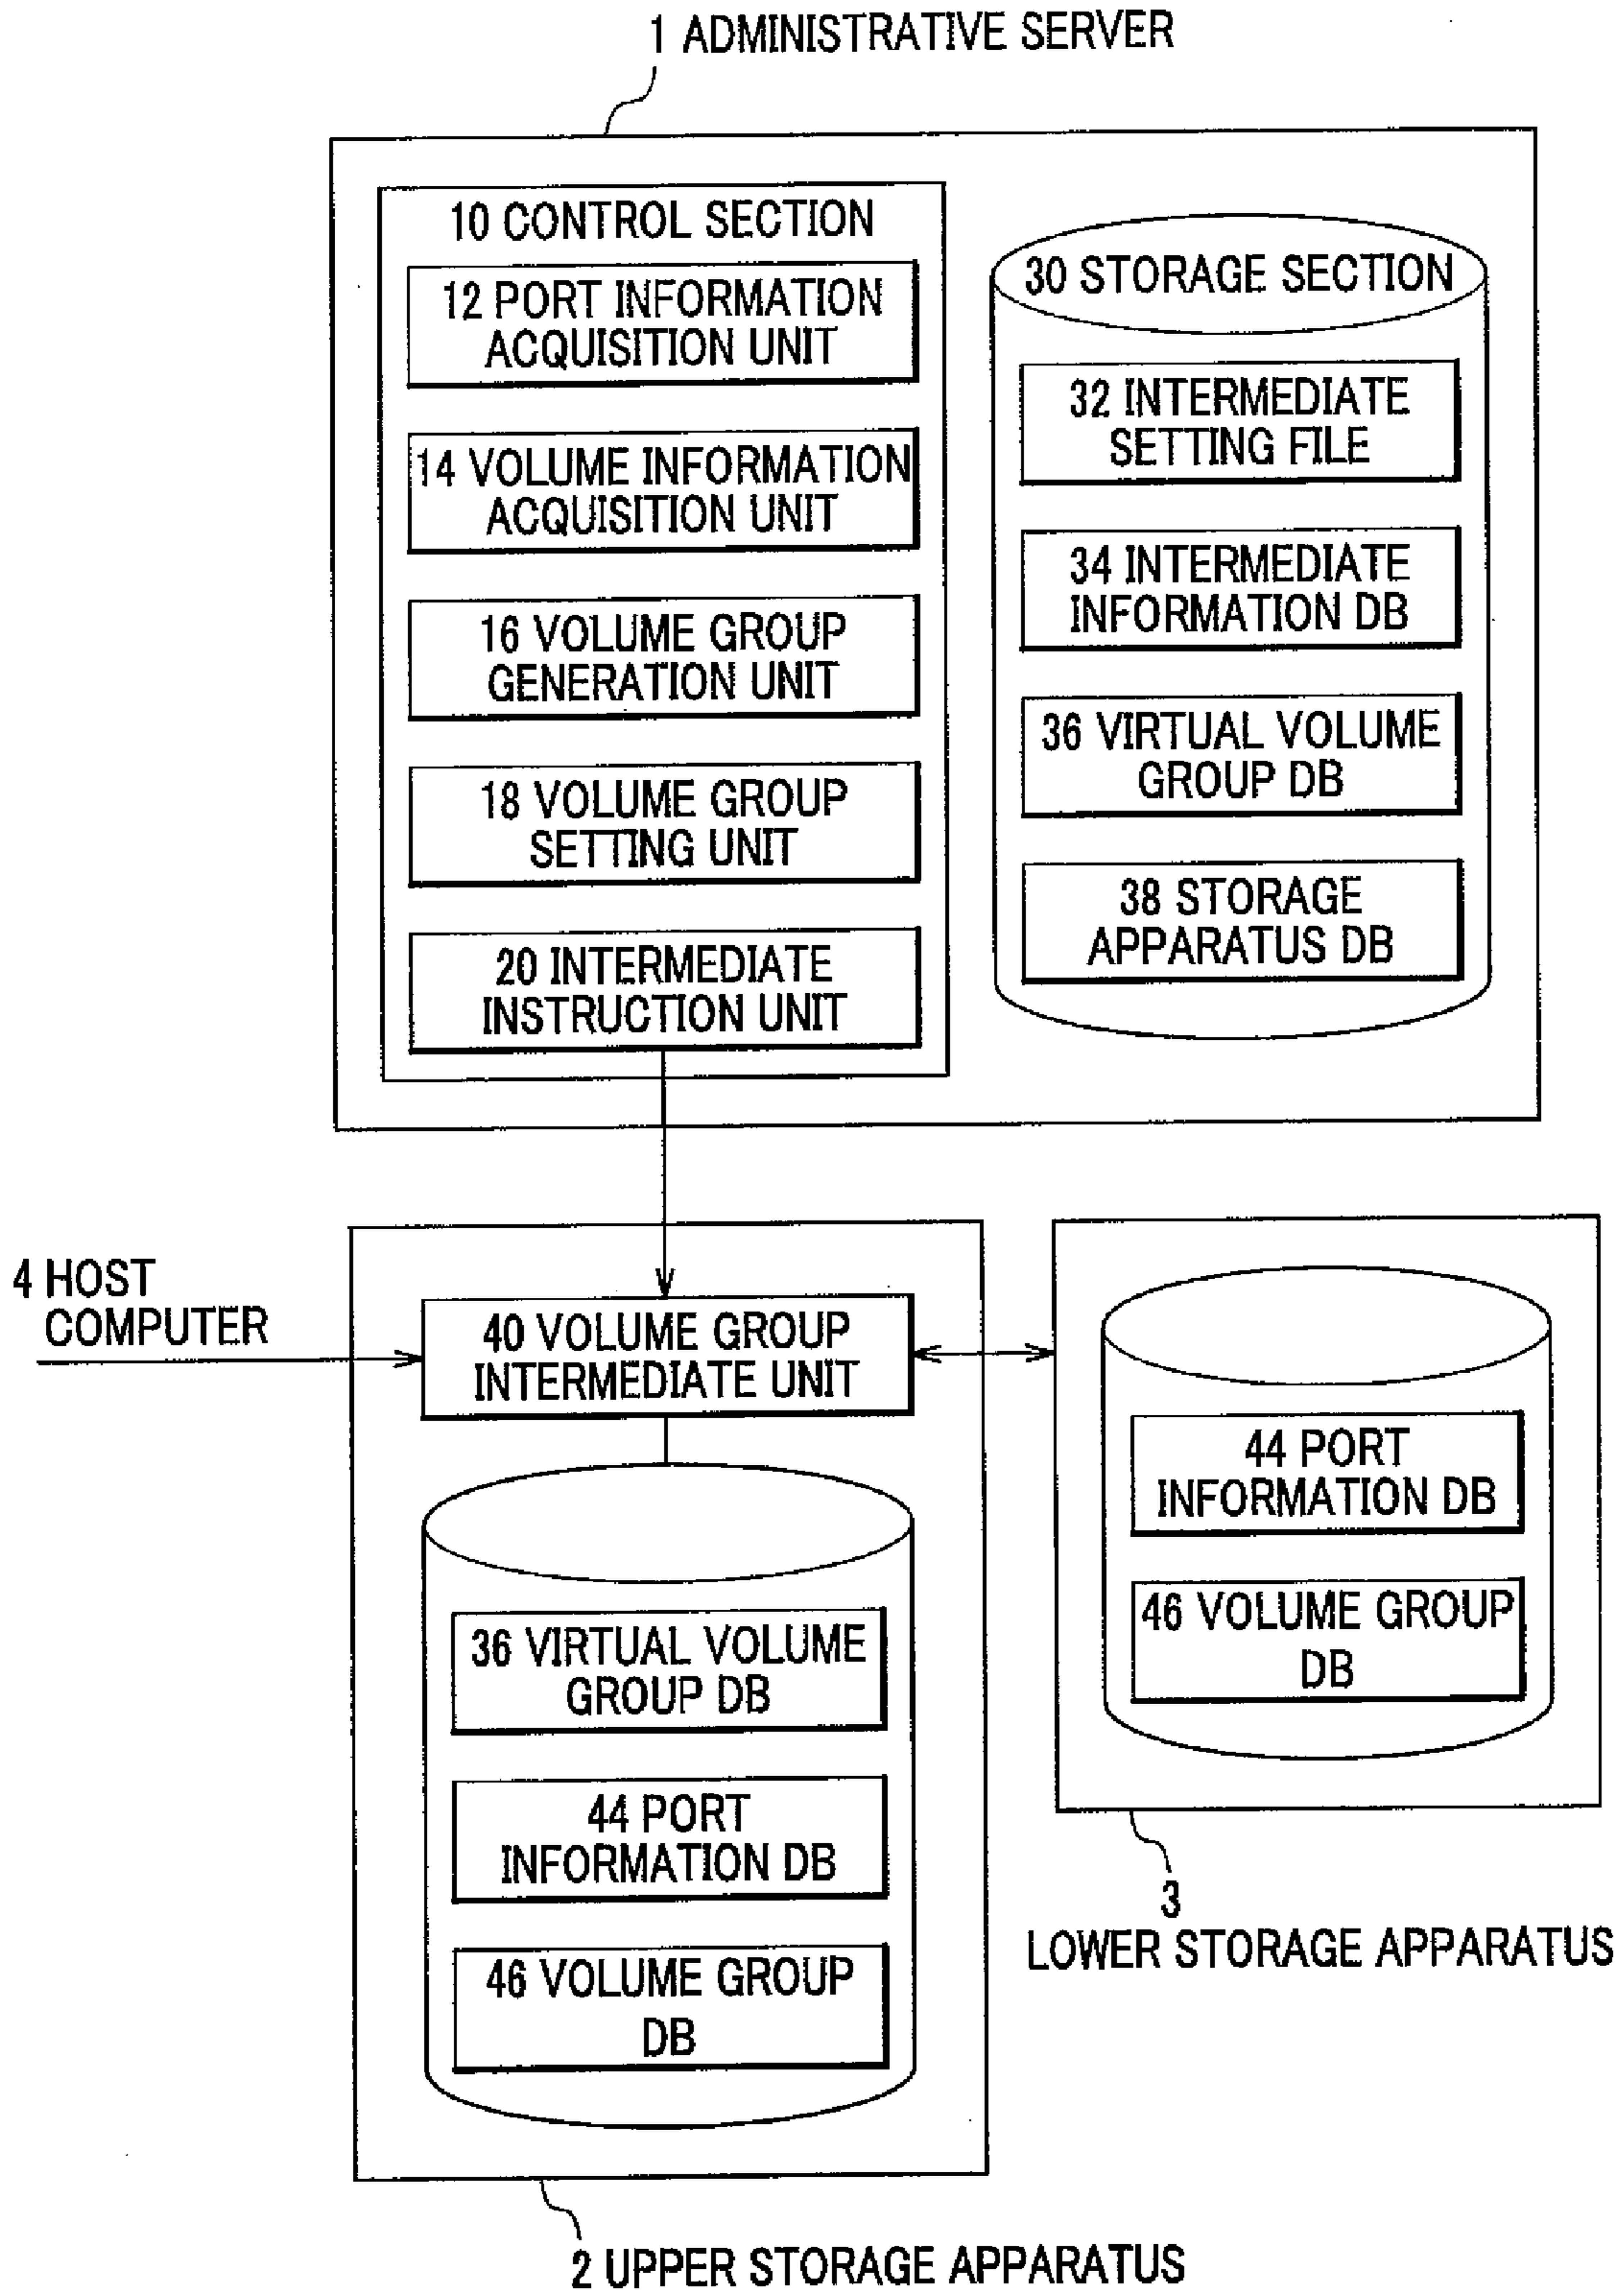 1 ADMINISTRATIVE SERVER
10 CONTROL SECTION
12 PORT INFORMATION
ACQUISITION UNIT
14 VOLUME INFORMATION
ACQUISITION UNIT
16 VOLUME GROUP
GENERATION UNIT
18 VOLUME GROUP
SETTING UNIT
20 INTERMEDIATE
INSTRUCTION UNIT
30 STORAGE SECTION
32 INTERMEDIATE
SETTING FILE
34 INTERMEDIATE
INFORMATION DB
36 VIRTUAL VOLUME
GROUP DB
38 STORAGE
APPARATUS DB
4 HOST
COMPUTER
40 VOLUME GROUP
INTERMEDIATE UNIT
36 VIRTUAL VOLUME
GROUP DB
44 PORT
INFORMATION DB
46 VOLUME GROUP
DB
44 PORT
INFORMATION DB
46 VOLUME GROUP
DB
3
LOWER STORAGE APPARATUS
2 UPPER STORAGE APPARATUS